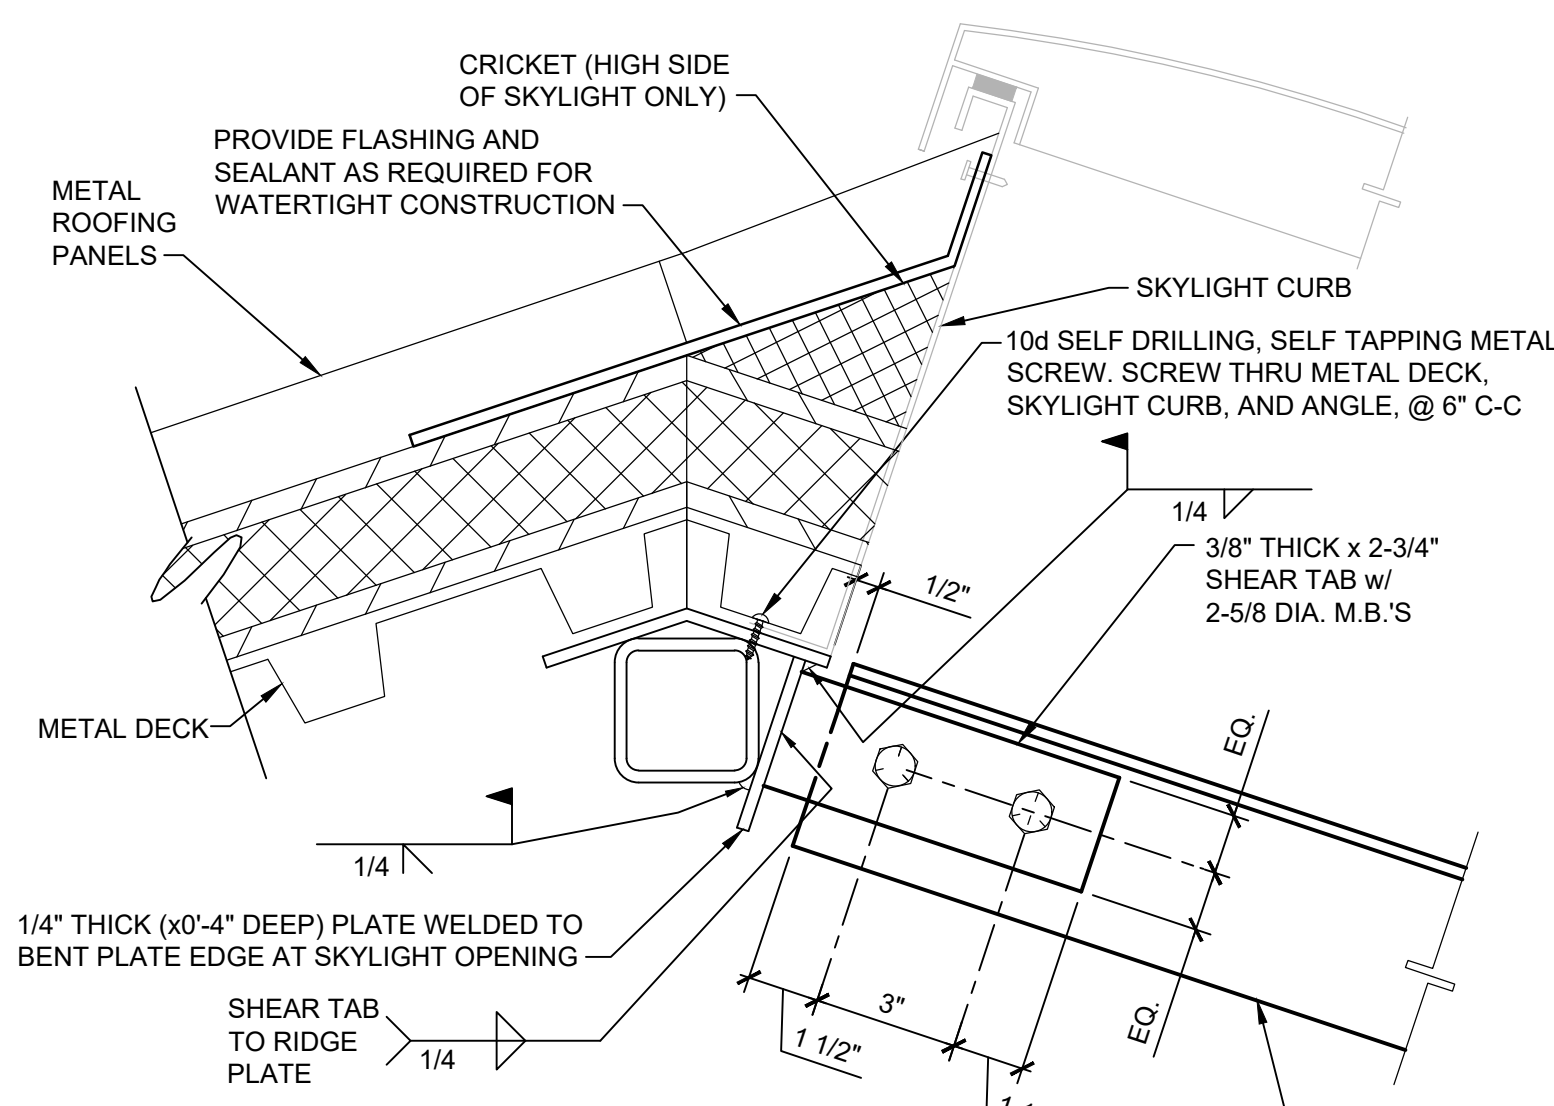 CRICKET (HIGH SIDE
OF SKYLIGHT ONLY)
PROVIDE FLASHING AND
SEALANT AS REQUIRED FOR
WATERTIGHT CONSTRUCTION
METAL
ROOFING
PANELS
SKYLIGHT CURB
10d SELF DRILLING, SELF TAPPING METAL
SCREW. SCREW THRU METAL DECK,
SKYLIGHT CURB, AND ANGLE, @ 6" C-C
1/4
3/8" THICK x 2-3/4"
SHEAR TAB w/
2-5/8 DIA. M.B.'S
1/2"
METAL DECK
EQ.
1/4
1/4" THICK (x0'-4" DEEP) PLATE WELDED TO
BENT PLATE EDGE AT SKYLIGHT OPENING
SHEAR TAB
TO RIDGE
PLATE
1/4
3"
1 1/2"
EQ.